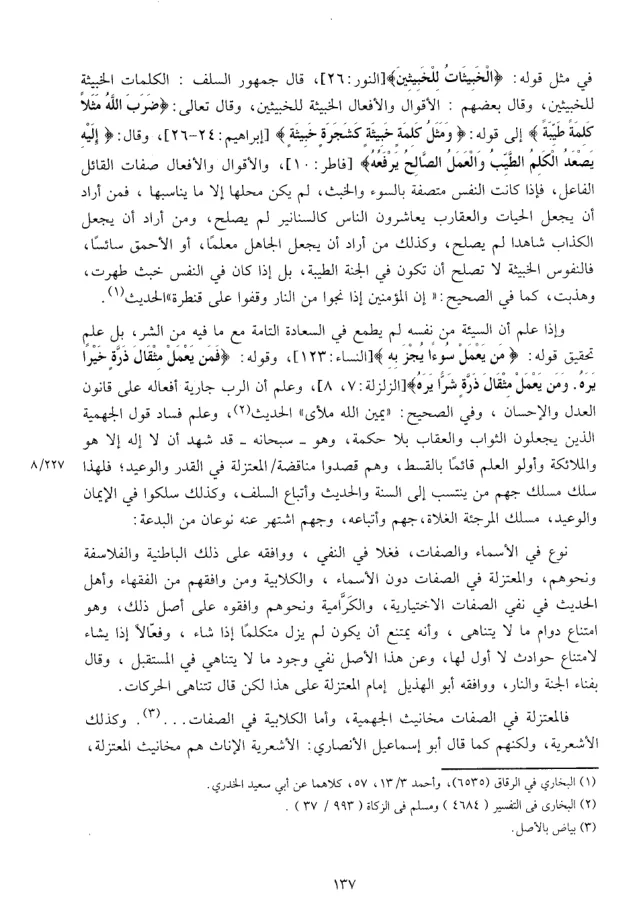 في مثل قوله: ﴿الْخَبِيثَاتُ لِلْخَبِيثِينَ﴾[النور:٢٦]، قال جمهور السلف : الكلمات الخبيثة
للخبيثين، وقال بعضهم : الأقوال والأفعال الخبيثة للخبيثين، وقال تعالى:﴿ضَرَبَ اللَّهُ مَثَلاً
كَلِمَةً طَيِّبَةً﴾ إلى قوله:﴿ وَمَثَلُ كَلِمَةٍ خَبِيثَةٍ كَشَجَرَةٍ خَبِيثَةٍ﴾ [إبراهيم:٢٤-٢٦]، وقال:﴿ إِلَيْهِ
يَصْعَدُ الْكَلِمُ الطَّيِّبُ وَالْعَمَلُ الصَّالِحُ يَرْفَعُهُ﴾ [فاطر:١٠]، والأقوال والأفعال صفات القائل
الفاعل، فإذا كانت النفس متصفة بالسوء والخبث، لم يكن محلها إلا ما يناسبها ، فمن أراد
أن يجعل الحيات والعقارب يعاشرون الناس كالسنانير لم يصلح، ومن أراد أن يجعل
الكذاب شاهدا لم يصلح، وكذلك من أراد أن يجعل الجاهل معلمًا، أو الأحمق سائسًا،
فالنفوس الخبيثة لا تصلح أن تكون في الجنة الطيبة، بل إذا كان في النفس خبث طهرت،
وهذبت، كما في الصحيح:« إن المؤمنين إذا نجوا من النار وقفوا على قنطرة»الحديث(١).
وإذا علم أن السيئة من نفسه لم يطمع في السعادة التامة مع ما فيه من الشر، بل علم
تحقيق قوله: ﴿ مَن يَعْمَلْ سُوءًا يُجْزَ بِهِ ﴾[النساء:١٢٣]، وقوله: ﴿فَمَن يَعْمَلْ مِثْقَالَ ذَرَّةٍ خَيْرًا
يَرَهُ. وَمَن يَعْمَلْ مِثْقَالَ ذَرَّةٍ شَرًّا يَرَهُ﴾[الزلزلة:٧، ٨]، وعلم أن الرب جارية أفعاله على قانون
العدل والإحسان ، وفي الصحيح: «يمين الله ملأى» الحديث(٢)، وعلم فساد قول الجهمية
الذين يجعلون الثواب والعقاب بلا حكمة، وهو ـ سبحانه ـ قد شهد أن لا إله إلا هو
والملائكة وأولو العلم قائمًا بالقسط، وهم قصدوا مناقضة/ المعتزلة في القدر والوعيد؛ فلهذا
٨/٢٢٧
سلك مسلك جهم من ينتسب إلى السنة والحديث وأتباع السلف، وكذلك سلكوا في الإيمان
والوعيد، مسلك المرجئة الغلاة،جهم وأتباعه، وجهم اشتهر عنه نوعان من البدعة:
نوع في الأسماء والصفات، فغلا في النفي ، ووافقه على ذلك الباطنية والفلاسفة
ونحوهم، والمعتزلة في الصفات دون الأسماء ، والكلابية ومن وافقهم من الفقهاء وأهل
الحديث في نفي الصفات الاختيارية، والكَرَّامية ونحوهم وافقوه على أصل ذلك، وهو
امتناع دوام ما لا يتناهى ، وأنه يمتنع أن يكون لم يزل متكلمًا إذا شاء ، وفعّالاً إذا يشاء
لامتناع حوادث لا أول لها، وعن هذا الأصل نفي وجود ما لا يتناهي في المستقبل ، وقال
بفناء الجنة والنار، ووافقه أبو الهذيل إمام المعتزلة على هذا لكن قال تتناهى الحركات.
فالمعتزلة في الصفات مخانيث الجهمية، وأما الكلابية في الصفات...(٣). وكذلك
الأشعرية، ولكنهم كما قال أبو إسماعيل الأنصاري: الأشعرية الإناث هم مخانيث المعتزلة،
(١) البخاري في الرقاق (٦٥٣٥)، وأحمد ٣/ ١٣، ٥٧، كلاهما عن أبي سعيد الخدري.
(٢) البخارى فى التفسير ( ٤٦٨٤ ) ومسلم فى الزكاة ( ٩٩٣ / ٣٧ ) .
(٣) بياض بالأصل.
١٣٧